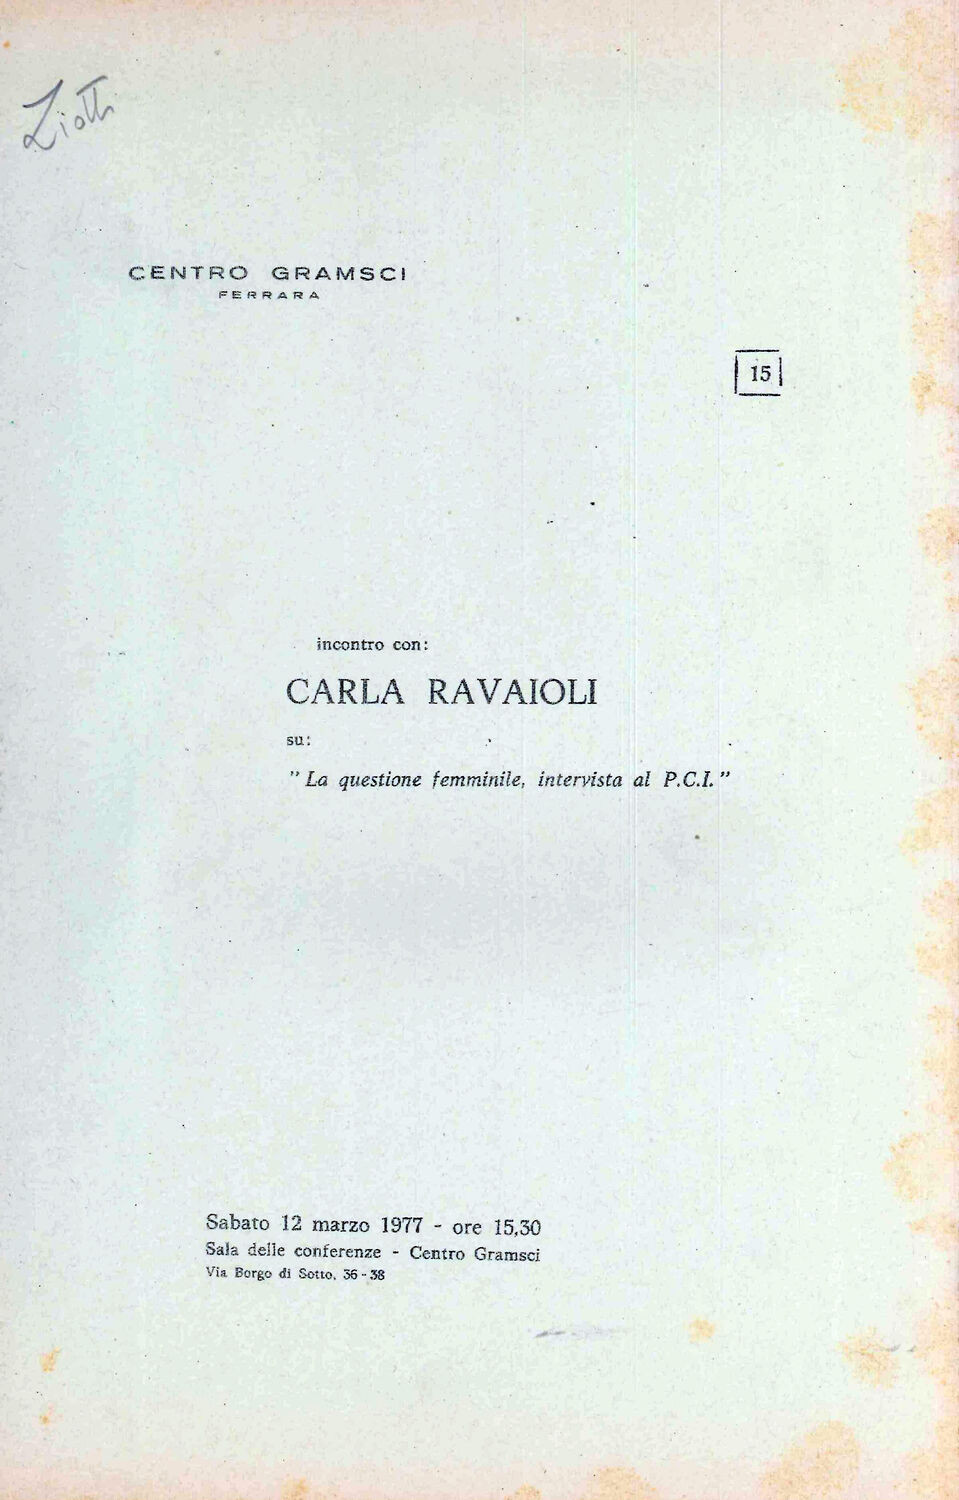 CENTRO GRAMSCI
FERRARA
15
incontro con:
CARLA RAVAIOLI
su:
" La questione femminile, intervista al P.C.I. "
Sabato 12 marzo 1977 - ore 15,30
Sala delle conferenze - Centro Gramsci
Via Borgo di Sotto, 36 - 38